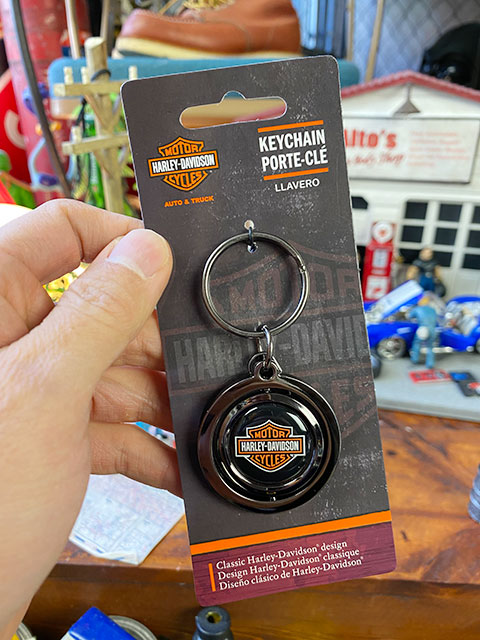 MOTOR
HARLEY-DAVIDSON
CYCLES
AUTO & TRUCK
KEYCHAIN
PORTE-CLÉ
LLAVERO
MOTOR
HARLEY-DAVIDSON
CYCLES
Classic Harley-Davidson® design
Design Harley-Davidson® classique
Diseño clásico de Harley-Davidson®